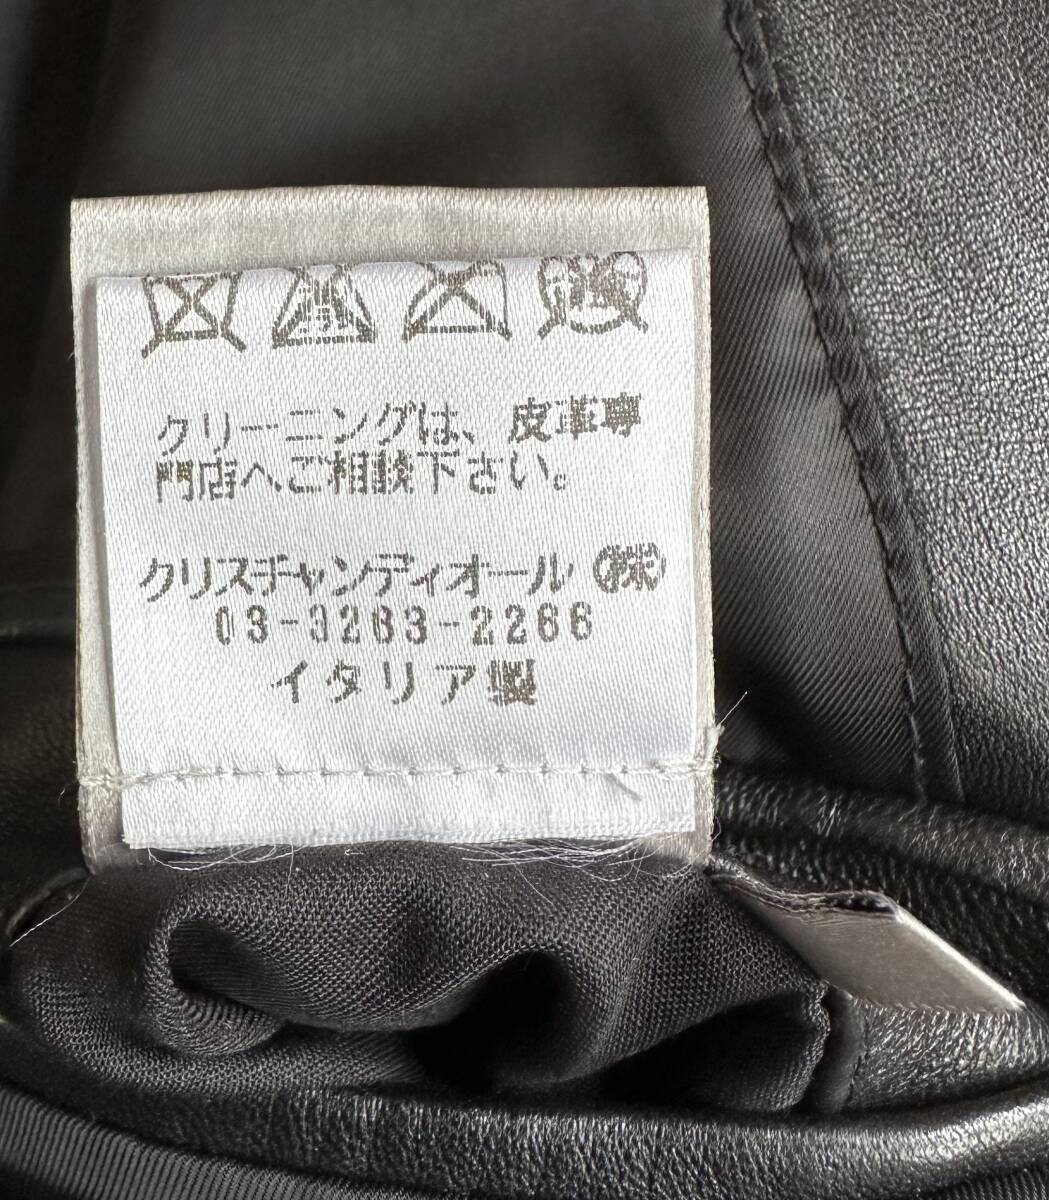 クリーニングは、皮革専
門店へご相談下さい。
クリスチャンディオール㈱
03-3263-2266
イタリア製